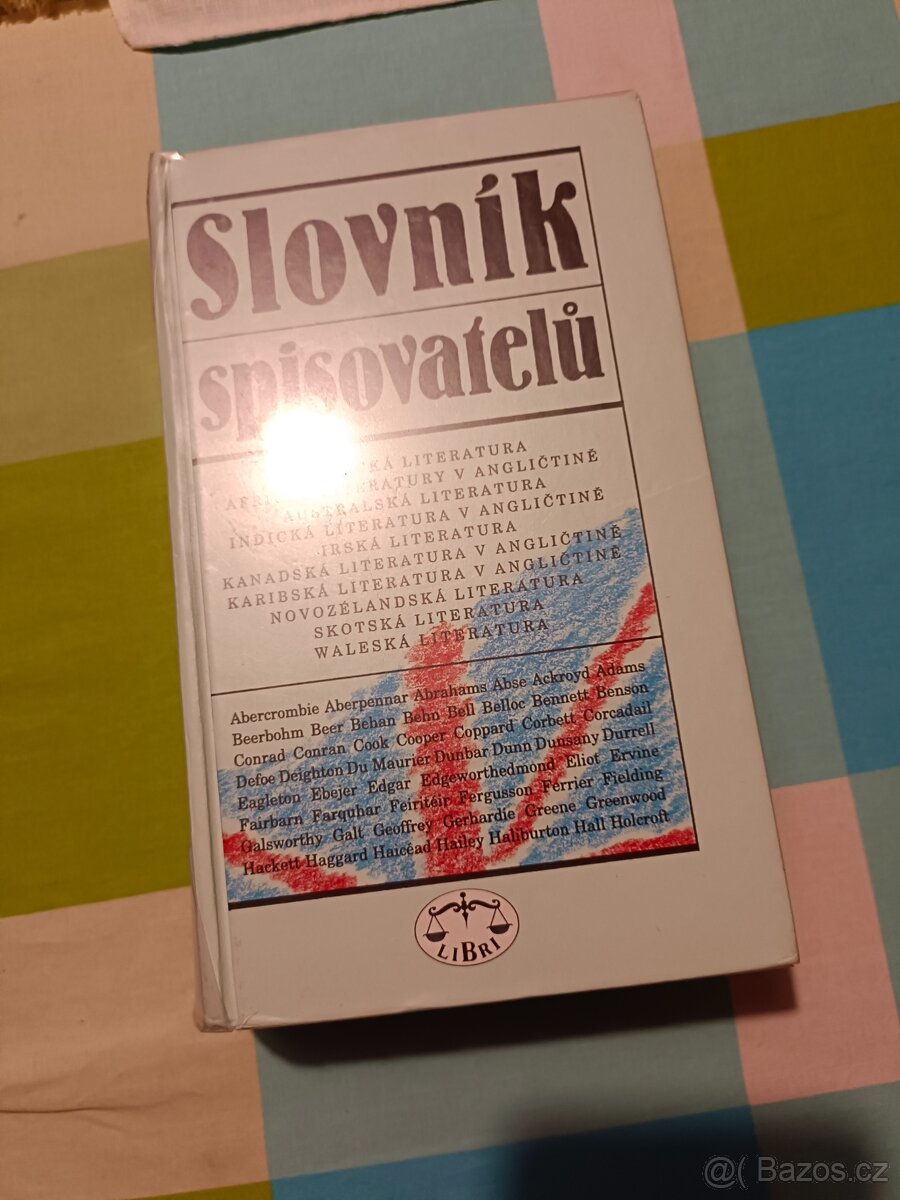 Slovník
spisovatelů
LITERATURA
LITERATURY V ANGLIČTINĚ
AUSTRALSKÁ LITERATURA
INDICKÁ LITERATURA V ANGLIČTINĚ
IRSKÁ LITERATURA
KANADSKÁ LITERATURA V ANGLIČTINĚ
KARIBSKÁ LITERATURA V ANGLIČTINĚ
NOVOZÉLANDSKÁ LITERATURA
SKOTSKÁ LITERATURA
WALESKÁ LITERATURA
Abercrombie Aberpennar Abrahams Abse Ackroyd Adams
Beerbohm Beer Behan Behn Bell Belloc Bennett Benson
Conrad Conran Cook Cooper Coppard Corbett Corcadail
Defoe Deighton Du Maurier Dunbar Dunn Dunsany Durrell
Eagleton Ebejer Edgar Edgeworthedmond Eliot Ervine
Fairbarn Farquhar Feiritéir Fergusson Ferrier Fielding
Galsworthy Galt Geoffrey Gerhardie Greene Greenwood
Hackett Haggard Haicéad Hailey Haliburton Hall Holcroft
LIBRI
@( Bazos.cz